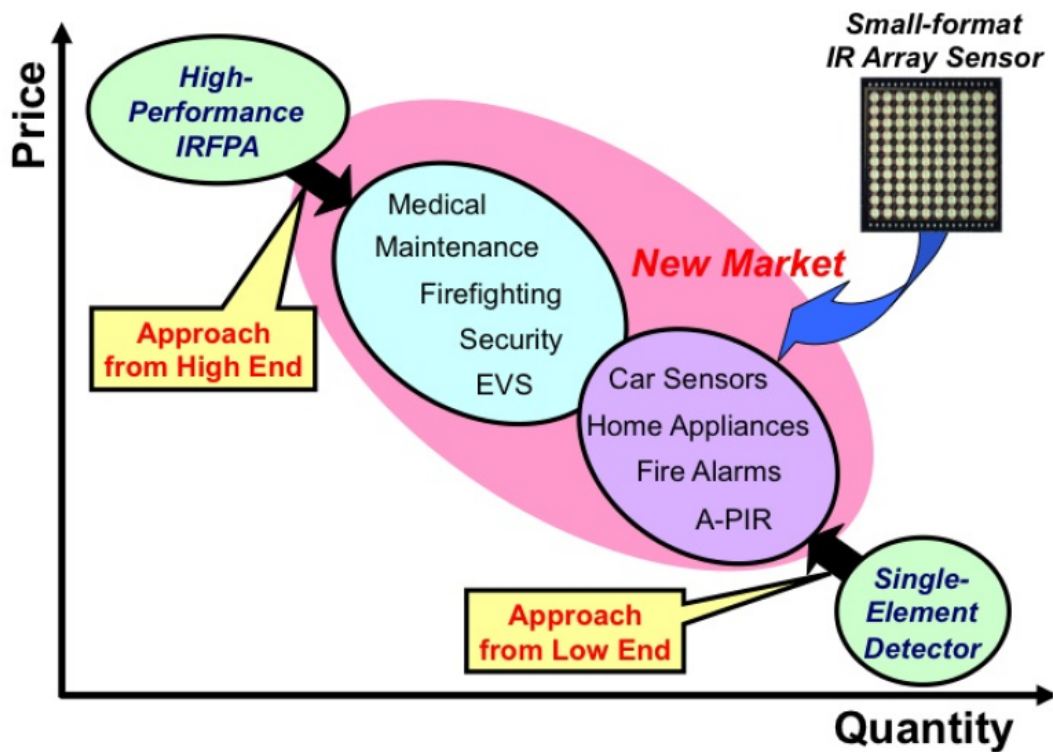 Price
High-
Performance
IRFPA
Small-format
IR Array Sensor
Medical
Maintenance
Firefighting
Security
EVS
New Market
Approach
from High End
Car Sensors
Home Appliances
Fire Alarms
A-PIR
Approach
from Low End
Single-
Element
Detector
Quantity